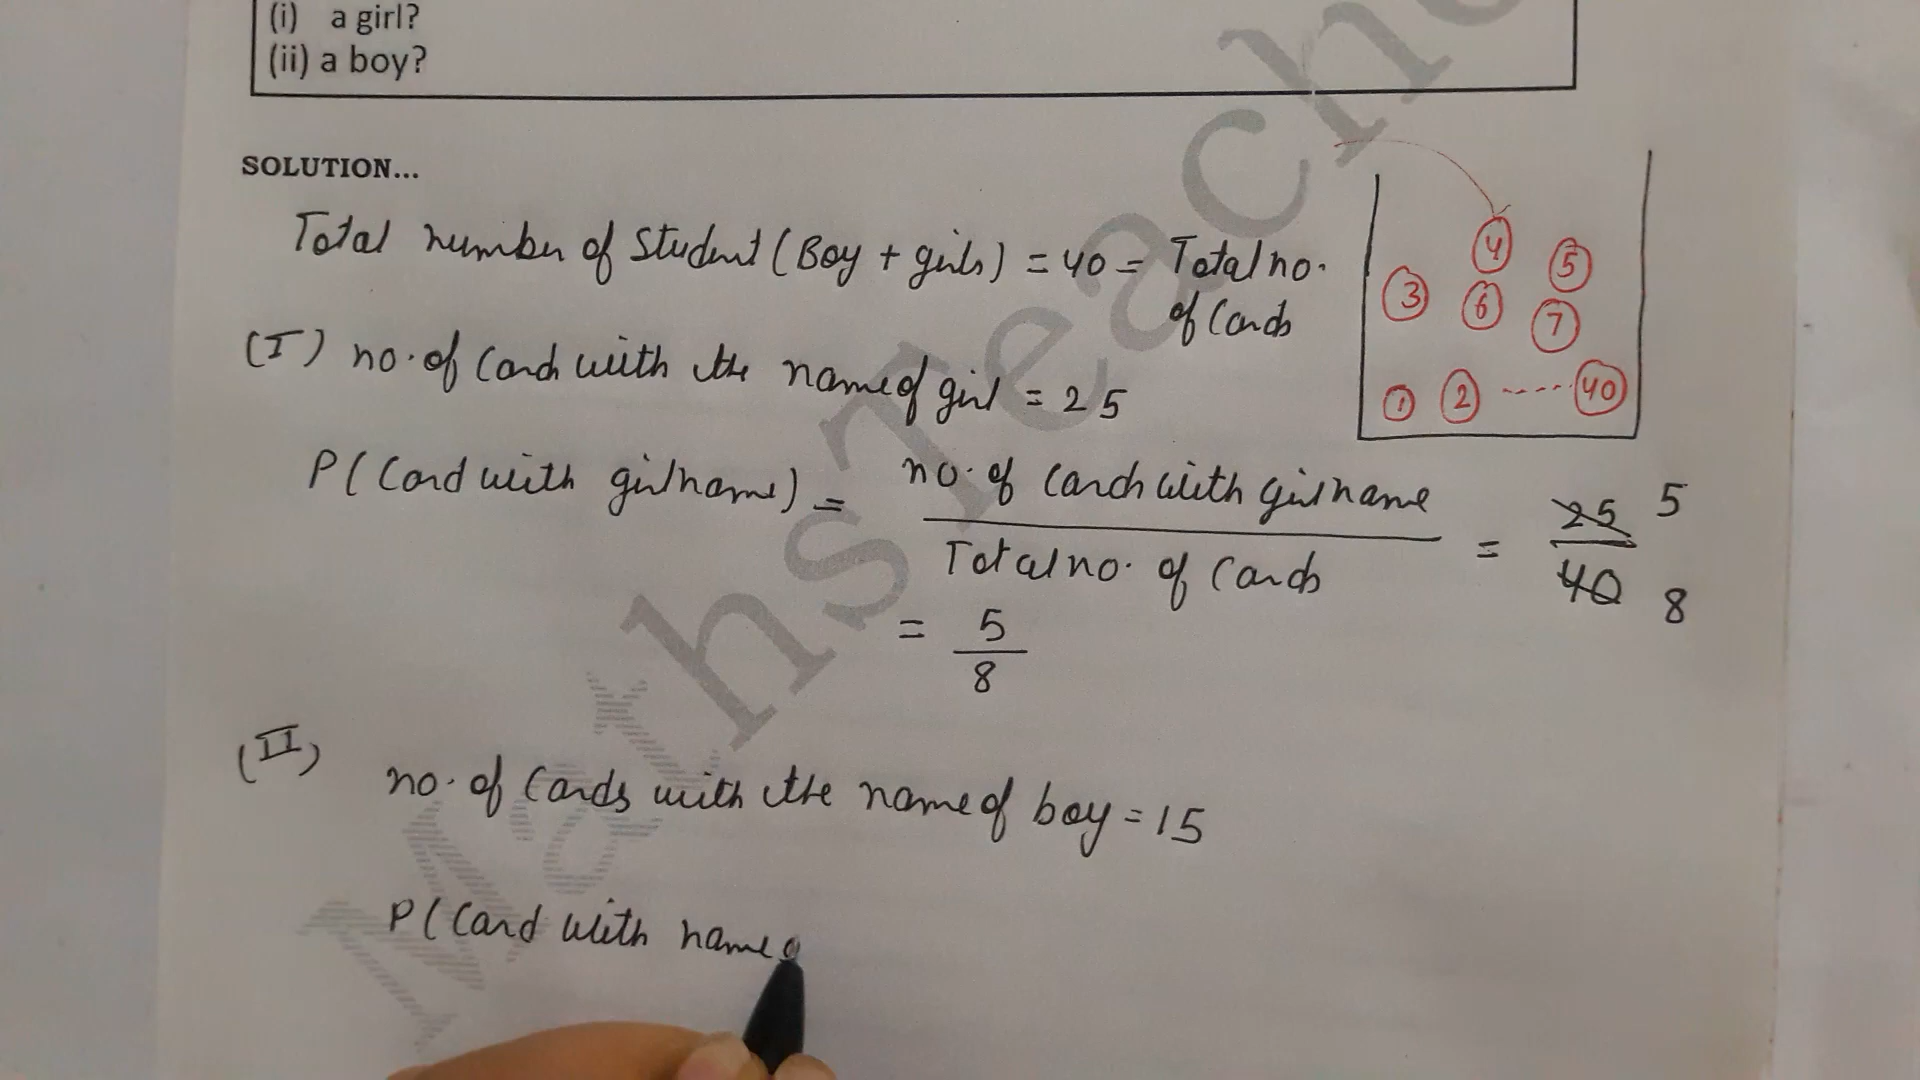 (i) a girl?
(ii) a boy?
SOLUTION...
Total number of Student (Boy + girls) = 40 = Total no.
of Cards
(I) no. of Card with the name of girl = 25
P(Card with girl name) = no. of Cards with girl name = 25 5
Total no. of Cards 40 8
= 5
8
(II)
no. of Cards with the name of boy = 15
P(Card with name
4
5
3
6
7
1 2 ----- 40
MathsTeach